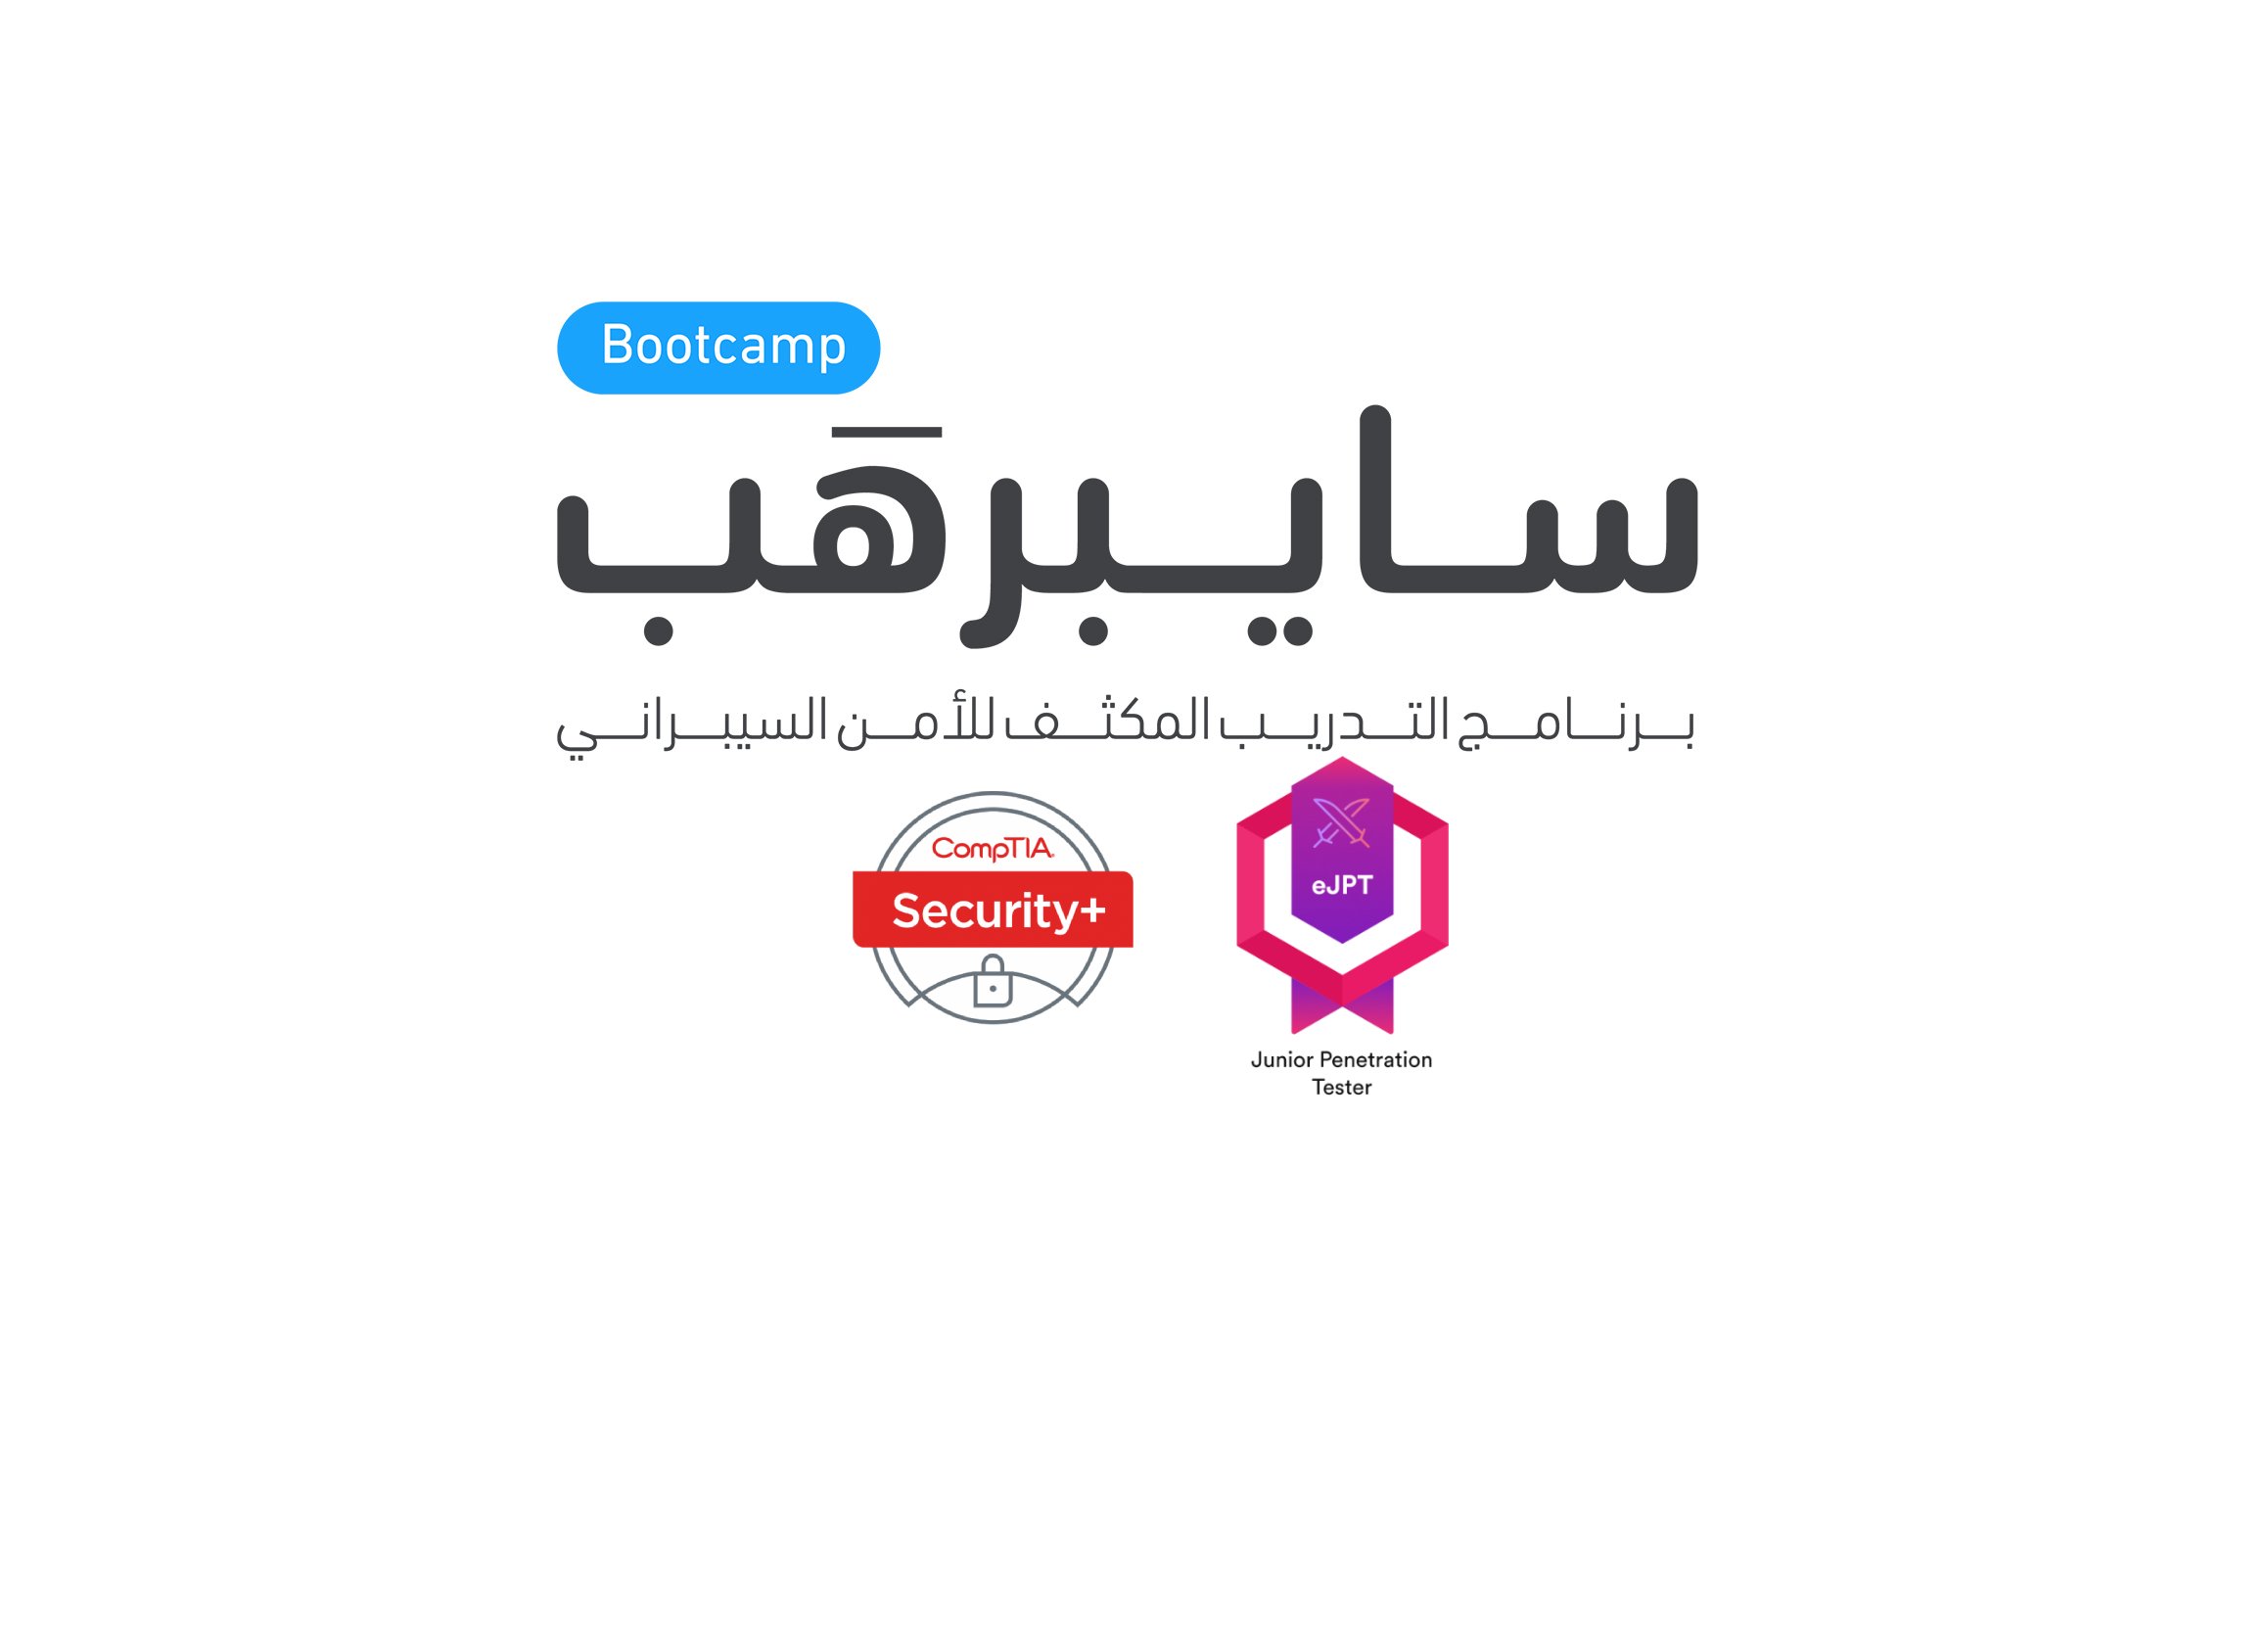 Bootcamp
سايبرهَب
برنامج التدريب المكثف للأمن السيبراني
CompTIA
Security+
eJPT
Junior Penetration
Tester